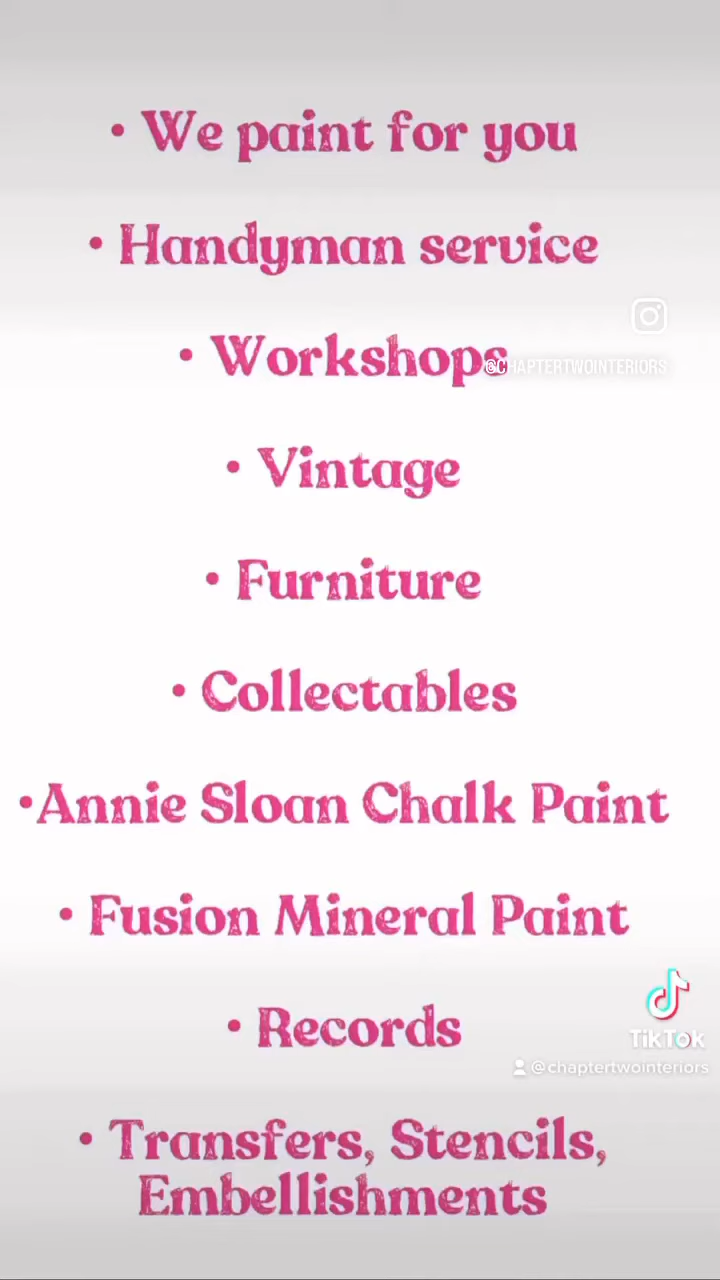 • We paint for you
• Handyman service
• Workshops
@CHAPTERTWOINTERIORS
• Vintage
• Furniture
• Collectables
•Annie Sloan Chalk Paint
• Fusion Mineral Paint
• Records
TikTok
@chaptertwointeriors
• Transfers, Stencils,
Embellishments